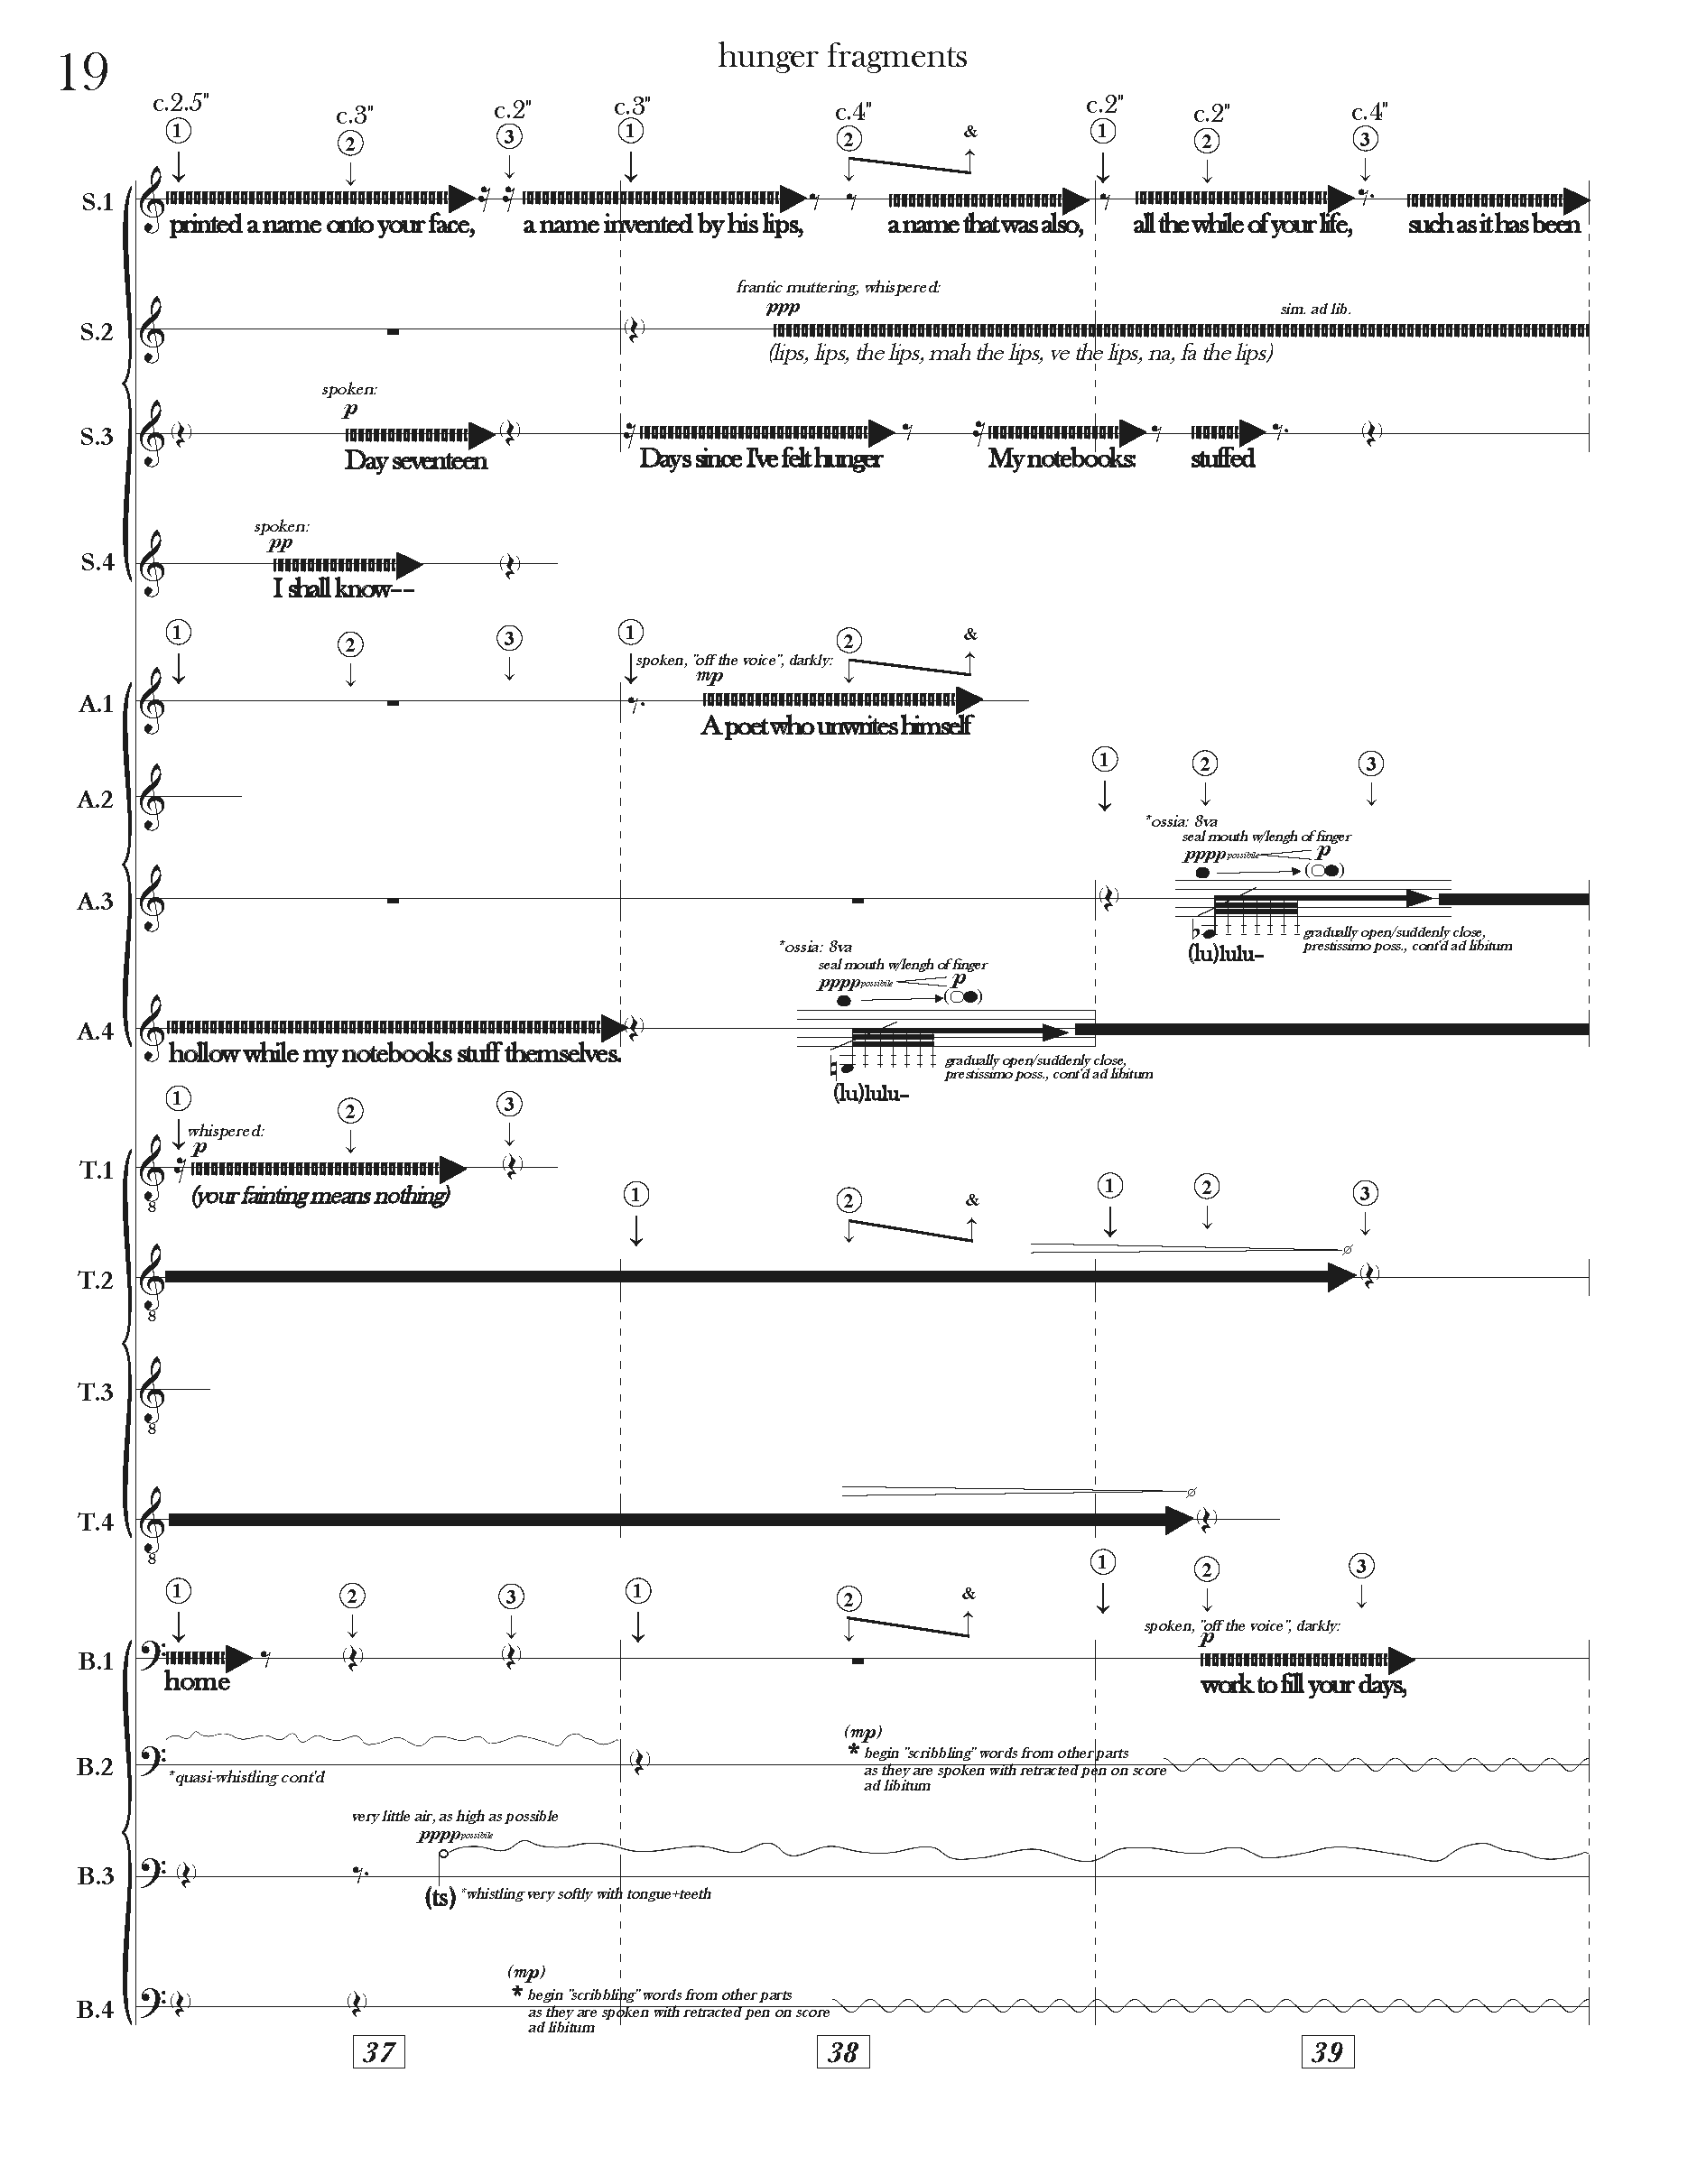 19
hunger fragments
c.2.5" c.3" c.2" c.3" c.4" c.2" c.2" c.4"
1 2 3 1 2 & 1 2 3
S.1
printed a name onto your face, a name invented by his lips, a name that was also, all the while of your life, such as it has been
frantic muttering, whispered:
ppp
sim. ad lib.
S.2
(lips, lips, the lips, mah the lips, ve the lips, na, fa the lips)
spoken:
p
S.3
Day seventeen Days since I've felt hunger My notebooks: stuffed
spoken:
pp
S.4
I shall know--
1 2 3 1 2 &
spoken, "off the voice", darkly:
mp
A.1
A poet who unwrites himself
1 2 3
A.2
*ossia: 8va
seal mouth w/lengh of finger
pppp possibile p
A.3
gradually open/suddenly close,
prestissimo poss., cont'd ad libitum
(lu)lulu-
*ossia: 8va
seal mouth w/lengh of finger
pppp possibile p
A.4
hollow while my notebooks stuff themselves.
gradually open/suddenly close,
prestissimo poss., cont'd ad libitum
(lu)lulu-
1 2 3
whispered:
p
T.1
8
(your fainting means nothing)
1 2 & 1 2 3
T.2
8
T.3
8
T.4
8
1 2 3 1 2 & 1 2 3
spoken, "off the voice", darkly:
p
B.1
home work to fill your days,
(mp)
B.2
*quasi-whistling cont'd
* begin "scribbling" words from other parts
as they are spoken with retracted pen on score
ad libitum
very little air, as high as possible
pppp possibile
B.3
(ts) *whistling very softly with tongue+teeth
(mp)
* begin "scribbling" words from other parts
B.4
as they are spoken with retracted pen on score
ad libitum
37 38 39